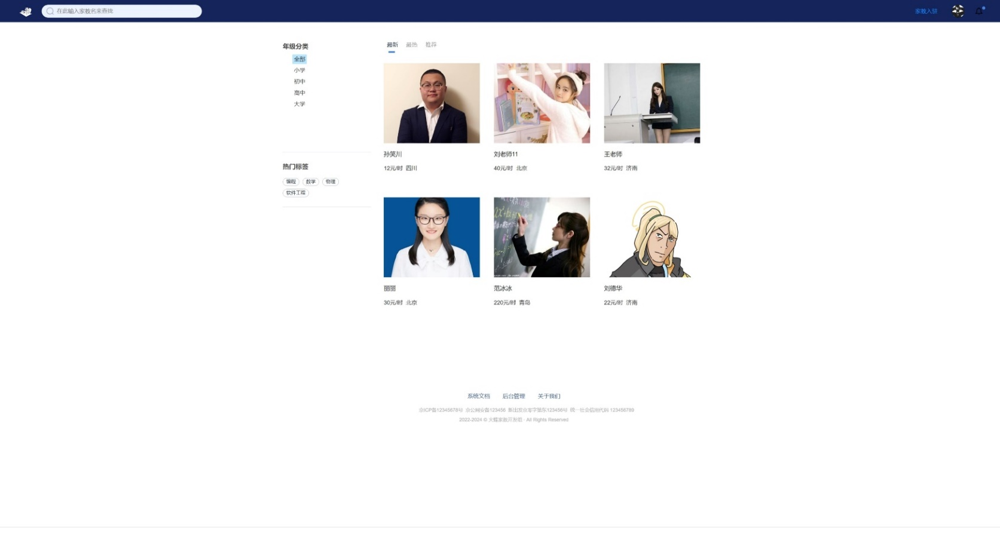 在此输入家教名来查找
家教入驻
年级分类
全部
小学
初中
高中
大学
热门标签
编程 数学 物理
软件工程
最新 最热 推荐
孙笑川
12元/时 四川
刘老师11
40元/时 北京
王老师
32元/时 济南
丽丽
30元/时 北京
范冰冰
220元/时 青岛
刘德华
22元/时 济南
系统文档 后台管理 关于我们
京ICP备12345678号 京公网安备123456 新出发京零字第东123456号 统一社会信用代码 123456789
2022-2024 © 火蝶家教开发组 · All Rights Reserved